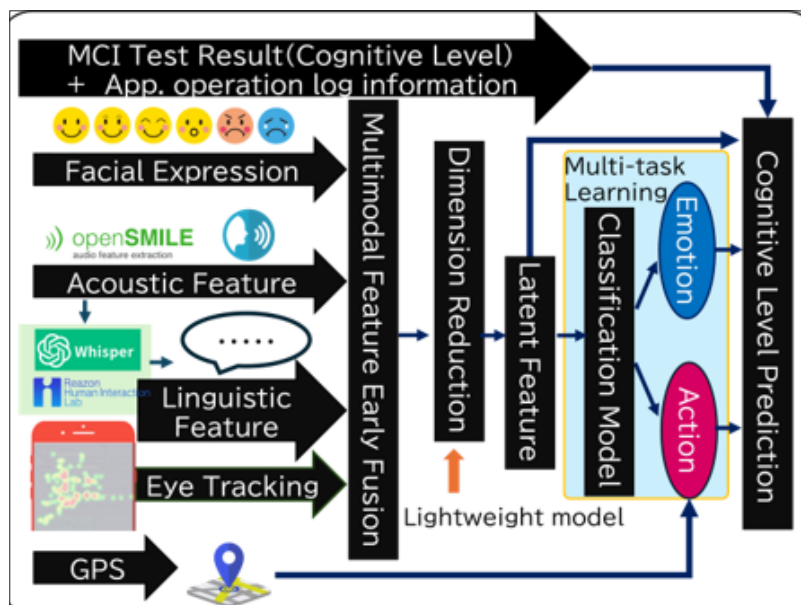 MCI Test Result(Cognitive Level)
+ App. operation log information
Facial Expression
openSMILE
audio feature extraction
Acoustic Feature
Whisper
Reazon
Human Interaction
Lab
.....
Linguistic
Feature
Eye Tracking
GPS
Multimodal Feature Early Fusion
Dimension Reduction
Lightweight model
Latent Feature
Multi-task
Learning
Classification Model
Emotion
Action
Cognitive Level Prediction